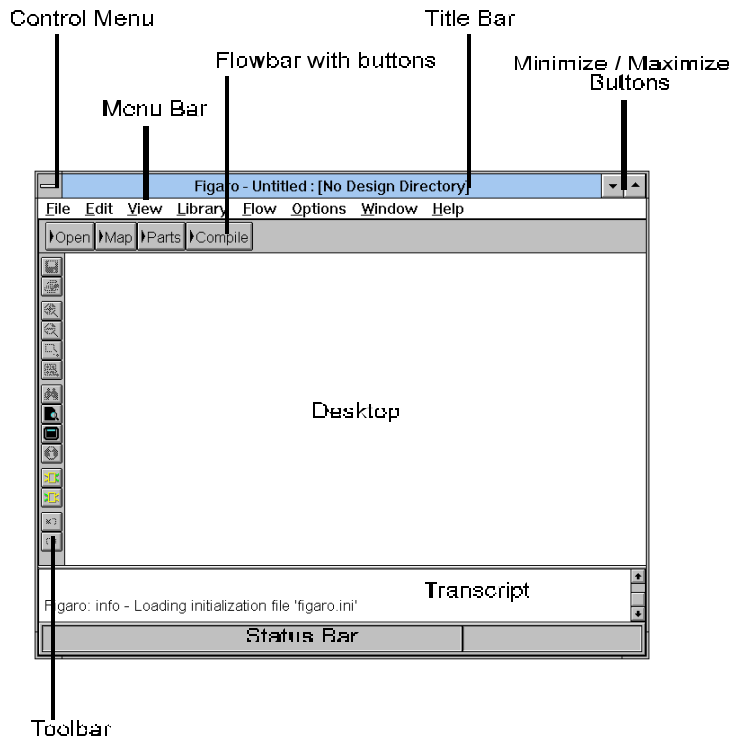 Control Menu
Title Bar
Flowbar with buttons
Minimize / Maximize
Buttons
Menu Bar
Figaro - Untitled : [No Design Directory]
File Edit View Library Flow Options Window Help
Open Map Parts Compile
Desktop
Transcript
Figaro: info - Loading initialization file 'figaro.ini'
Status Bar
Toolbar